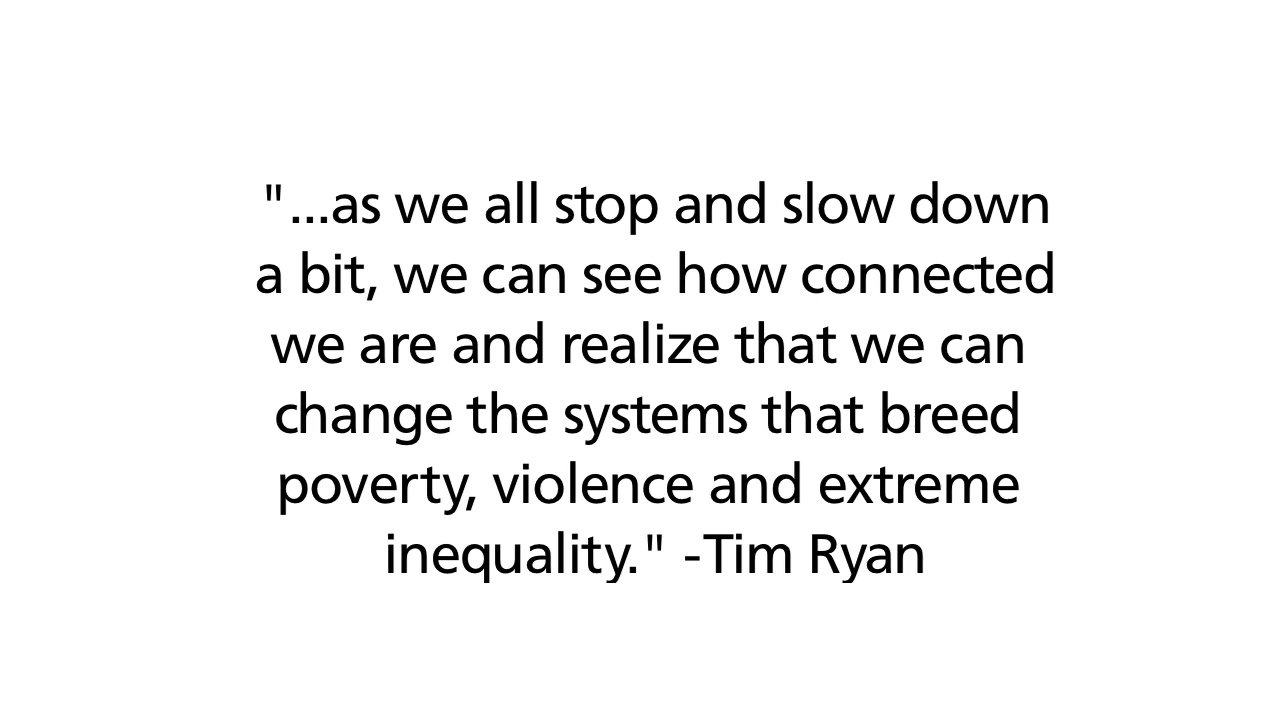 "...as we all stop and slow down
a bit, we can see how connected
we are and realize that we can
change the systems that breed
poverty, violence and extreme
inequality." -Tim Ryan